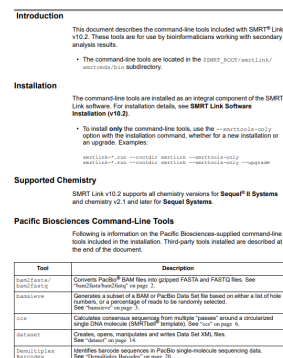 Introduction
This document describes the command-line tools included with SMRT® Link
v10.2. These tools are for use by bioinformaticians working with secondary
analysis results.
• The command-line tools are located in the $SMRT_ROOT/smrtlink/
smrtcmds/bin subdirectory.
Installation
The command-line tools are installed as an integral component of the SMRT
Link software. For installation details, see SMRT Link Software
Installation (v10.2).
• To install only the command-line tools, use the --smrttools-only
option with the installation command, whether for a new installation or
an upgrade. Examples:
smrtlink-*.run --rootdir smrtlink --smrttools-only
smrtlink-*.run --rootdir smrtlink --smrttools-only --upgrade
Supported Chemistry
SMRT Link v10.2 supports all chemistry versions for Sequel® II Systems
and chemistry v2.1 and later for Sequel Systems.
Pacific Biosciences Command-Line Tools
Following is information on the Pacific Biosciences-supplied command-line
tools included in the installation. Third-party tools installed are described at
the end of the document.
Tool Description
bam2fasta/ Converts PacBio® BAM files into gzipped FASTQ and FASTQ files. See
bam2fastq "bam2fasta/bam2fastq" on page 2.
bamsieve Generates a subset of a BAM or PacBio Data Set file based on either a list of hole
numbers, or a percentage of reads to be randomly selected.
See "bamsieve" on page 3.
ccs Calculates consensus sequences from multiple "passes" around a circularized
single DNA molecule (SMRTbell® template). See "ccs" on page 6.
dataset Creates, opens, manipulates and writes Data Set XML files.
See "dataset" on page 14.
Demultiplex Identifies barcode sequences in PacBio single-molecule sequencing data.
Barcodes See "Demultiplex Barcodes" on page 20.